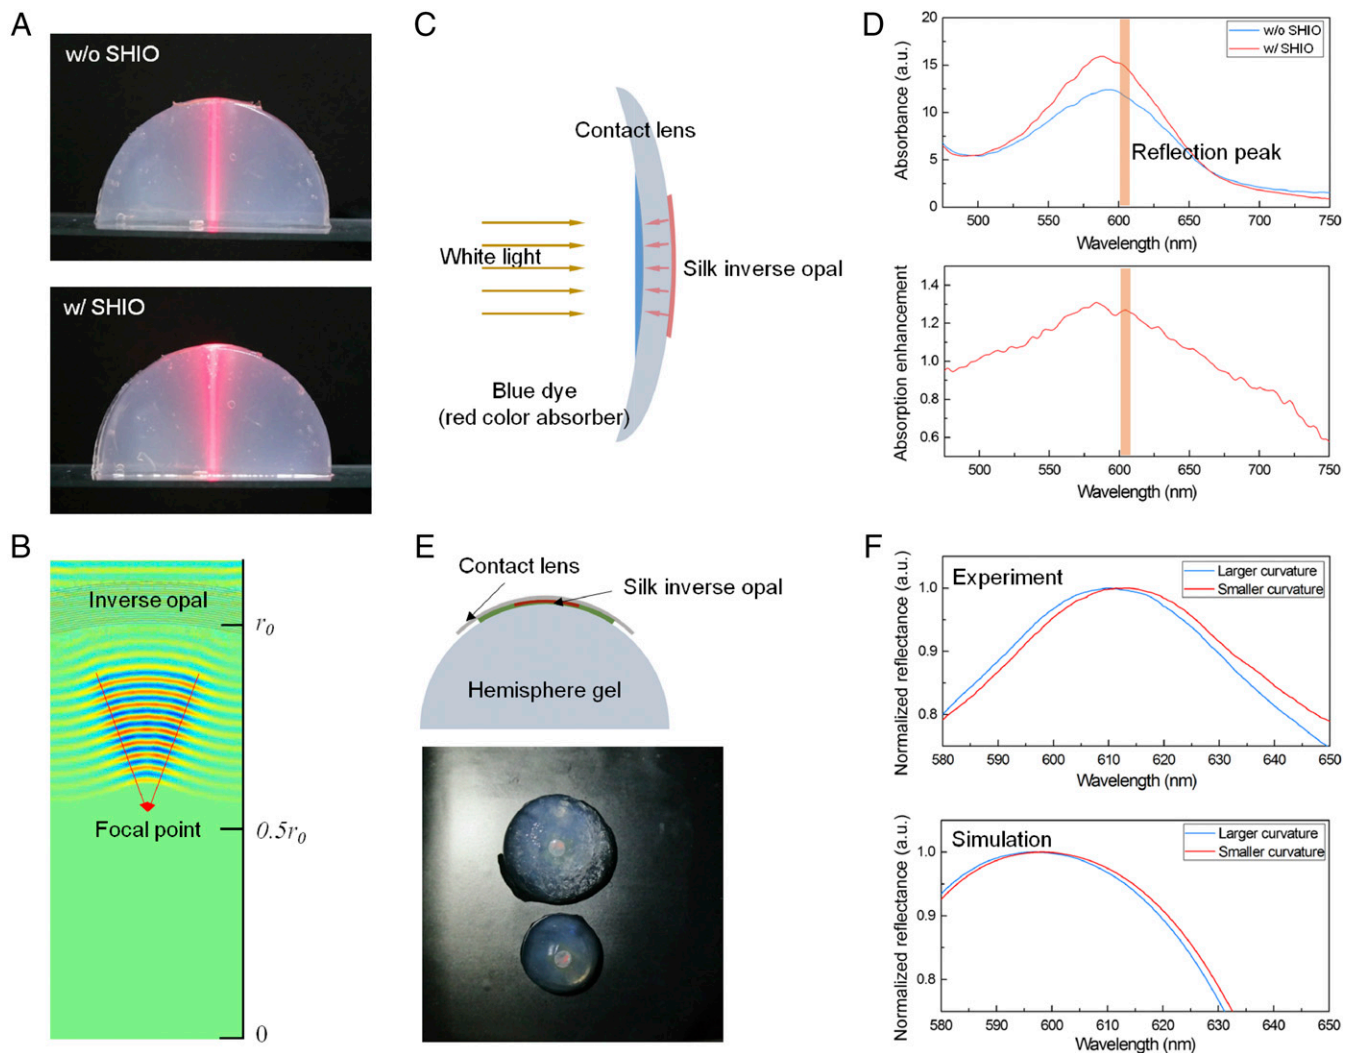 A
w/o SHIO
w/ SHIO
B
Inverse opal
r0
Focal point
0.5r0
0
C
Contact lens
White light
Silk inverse opal
Blue dye
(red color absorber)
D
20
15
10
5
0
Absorbance (a.u.)
w/o SHIO
w/ SHIO
Reflection peak
500 550 600 650 700 750
Wavelength (nm)
1.4
1.2
1.0
0.8
0.6
Absorption enhancement
500 550 600 650 700 750
Wavelength (nm)
E
Contact lens
Silk inverse opal
Hemisphere gel
F
Experiment
Larger curvature
Smaller curvature
1.0
0.9
0.8
Normalized reflectance (a.u.)
580 590 600 610 620 630 640 650
Wavelength (nm)
Simulation
Larger curvature
Smaller curvature
1.0
0.9
0.8
Normalized reflectance (a.u.)
580 590 600 610 620 630 640 650
Wavelength (nm)